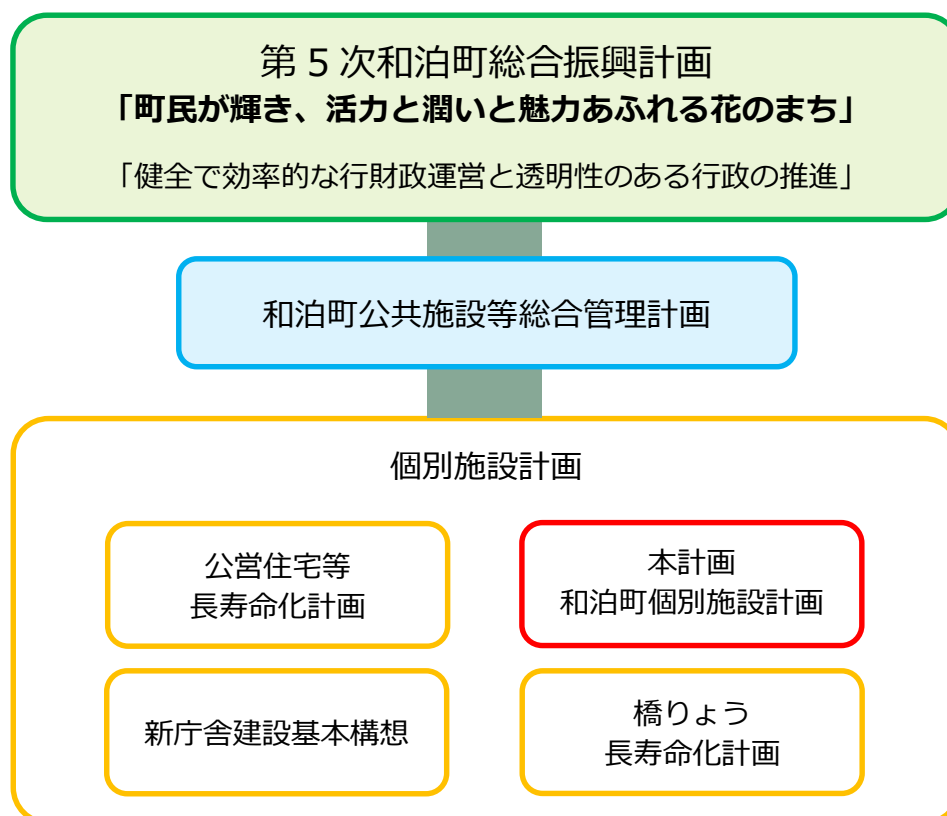 第 5 次和泊町総合振興計画
「町民が輝き、活力と潤いと魅力あふれる花のまち」
「健全で効率的な行財政運営と透明性のある行政の推進」
和泊町公共施設等総合管理計画
個別施設計画
公営住宅等
長寿命化計画
本計画
和泊町個別施設計画
新庁舎建設基本構想
橋りょう
長寿命化計画